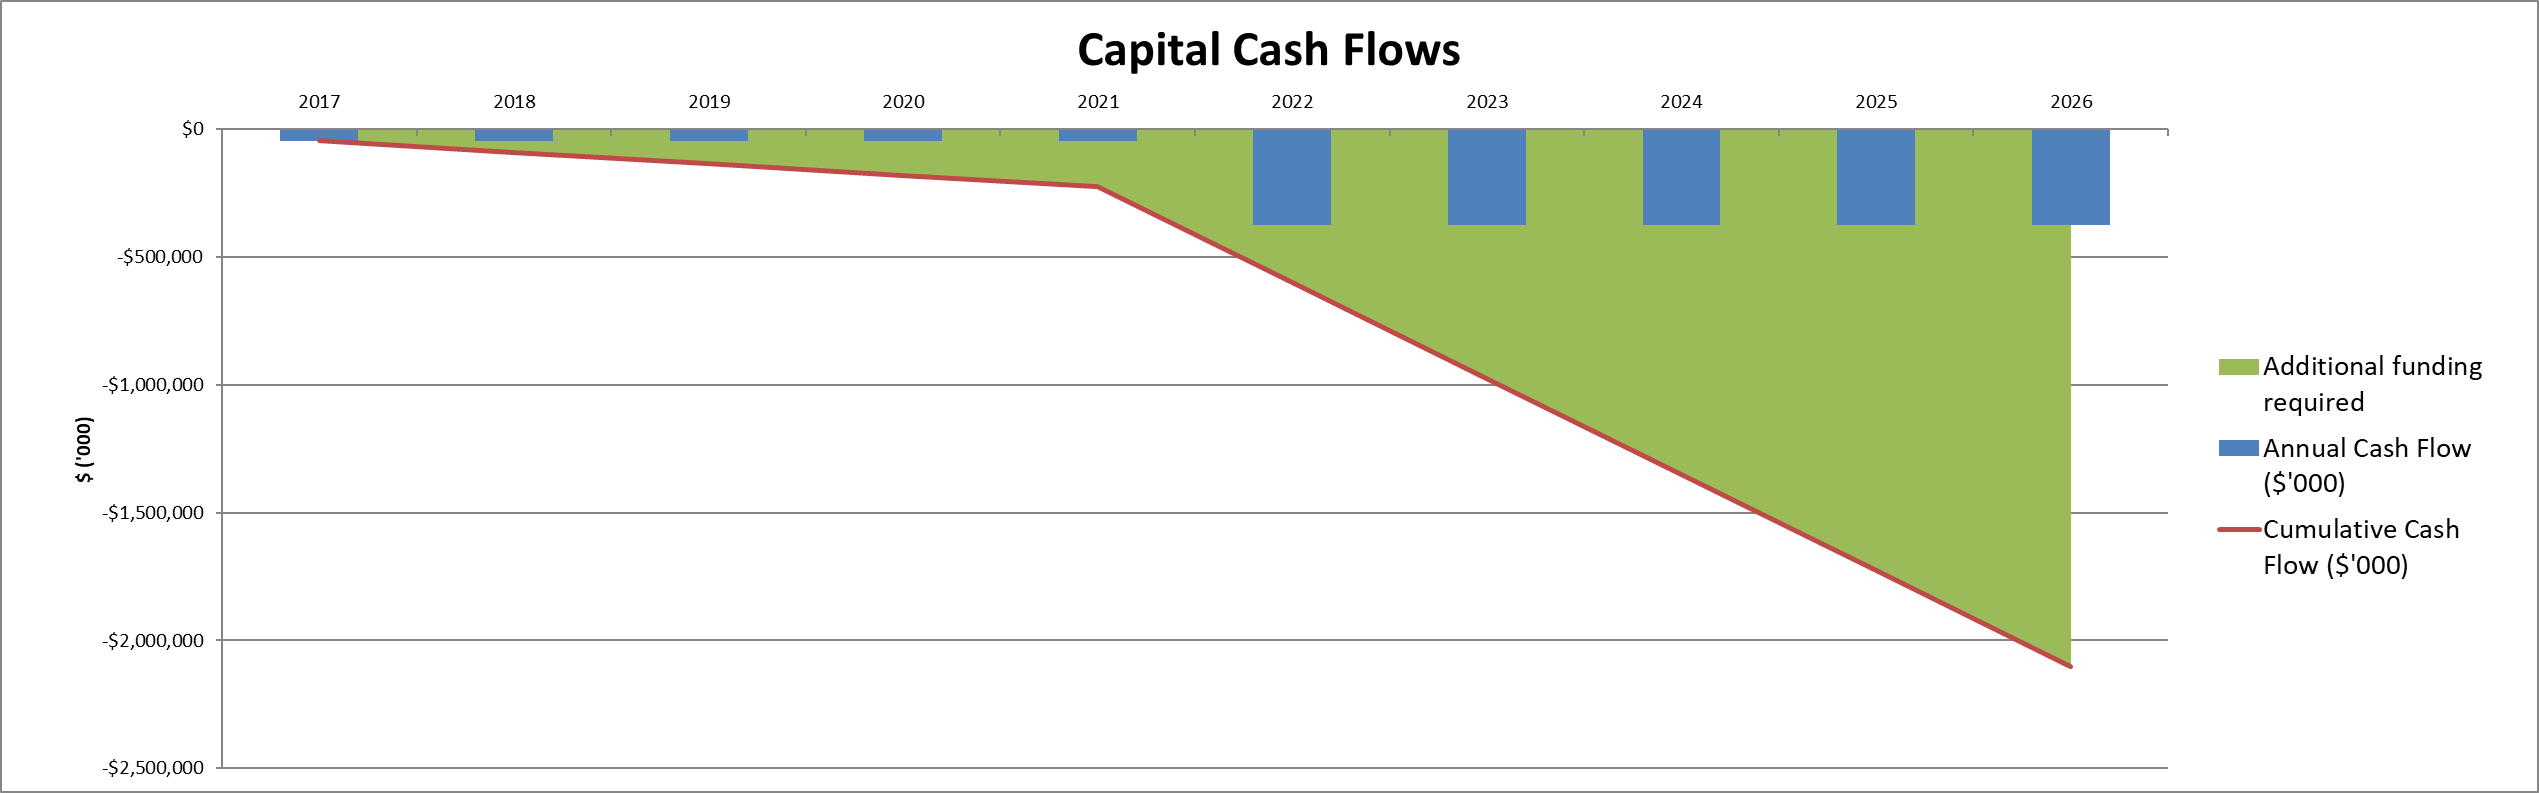 Capital Cash Flows
2017 2018 2019 2020 2021 2022 2023 2024 2025 2026
$0
-$500,000
-$1,000,000
-$1,500,000
-$2,000,000
-$2,500,000
$ ('000)
Additional funding
required
Annual Cash Flow
($'000)
Cumulative Cash
Flow ($'000)